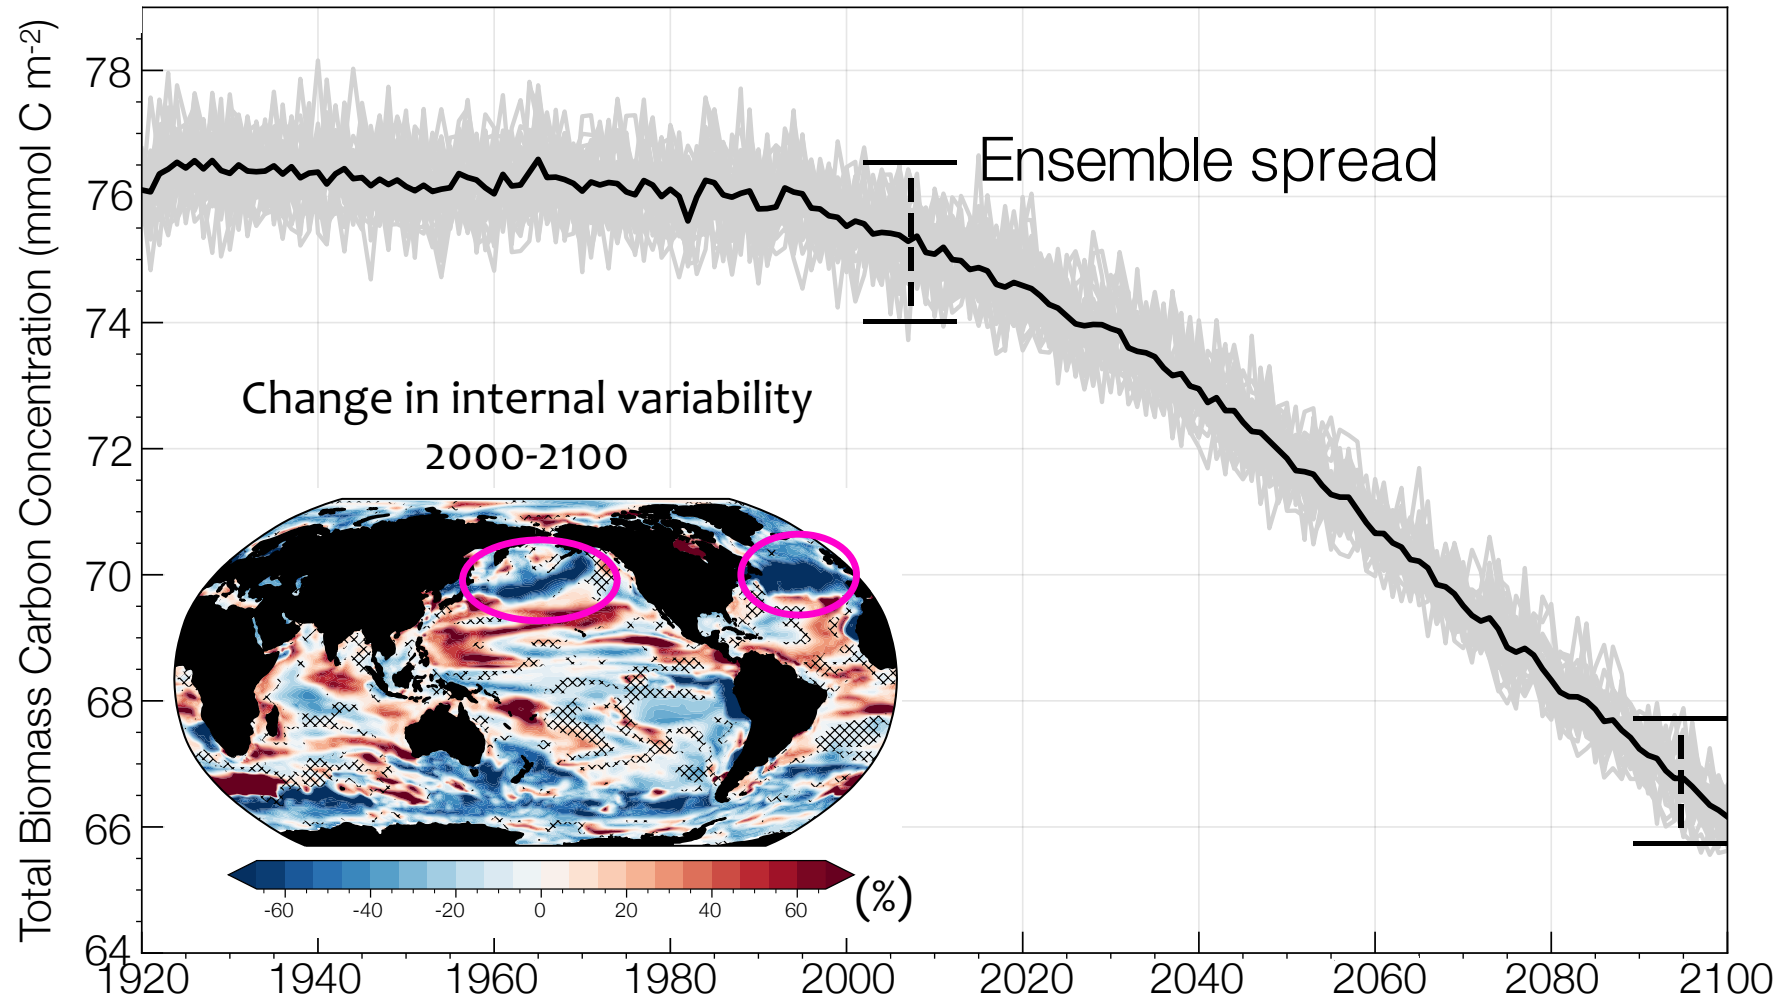 Total Biomass Carbon Concentration (mmol C m-2)
78
76
74
72
70
68
66
64
Ensemble spread
Change in internal variability
2000-2100
-60 -40 -20 0 20 40 60
(%)
1920 1940 1960 1980 2000 2020 2040 2060 2080 2100